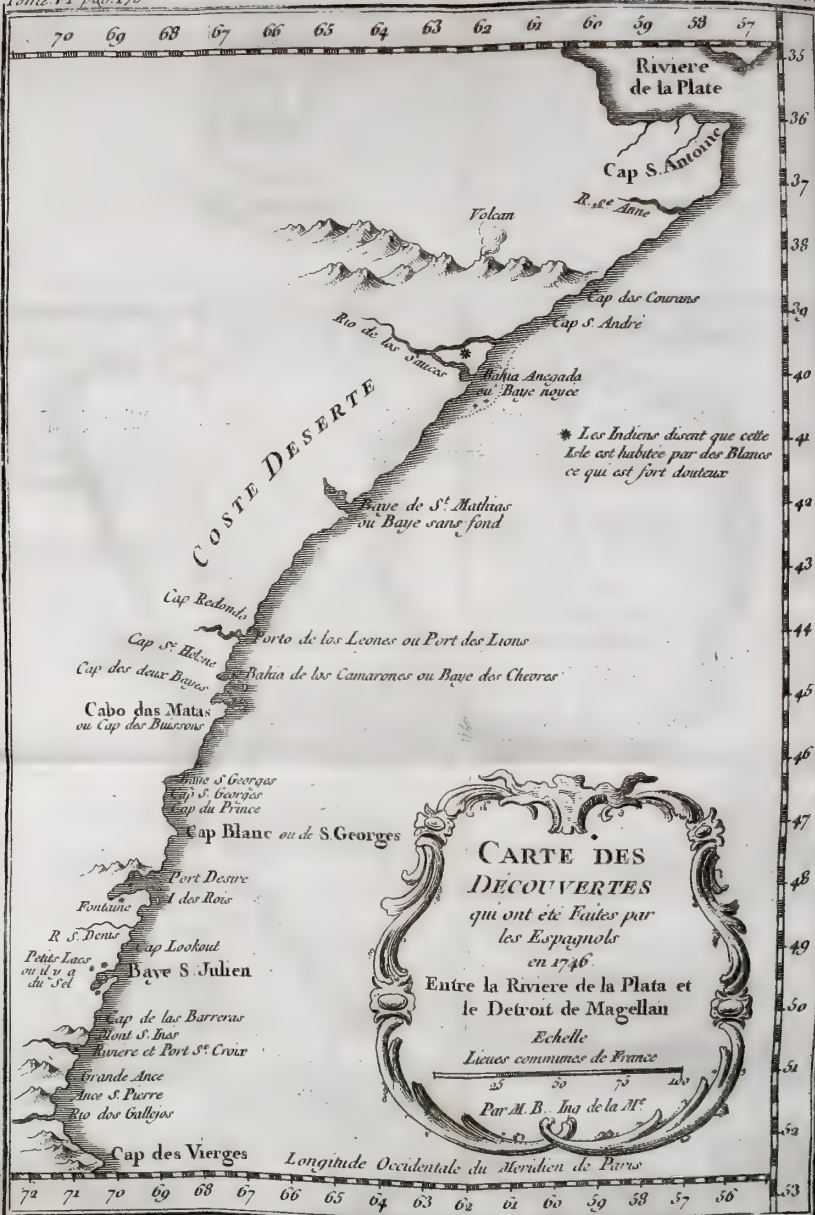 Tome VI pag. 178
70 69 68 67 66 65 64 63 62 61 60 59 58 57
Riviere
de la Plate
35
36
Cap S. Antoine
37
R. Ste Anne
Volcan
38
Cap des Courans
39
Cap S. André
Rio de los Sauces
Bahia Anegada
ou Baye noyée
40
COSTE DESERTE
41
* Les Indiens disent que cette
Isle est habitée par des Blancs
ce qui est fort douteux
Baye de St. Mathias
ou Baye sans fond
42
43
Cap Redondo
44
Porto de los Leones ou Port des Lions
Cap Ste Helene
Cap des deux Bayes
Bahia de los Camarones ou Baye des Chevres
45
Cabo das Matas
ou Cap des Buissons
46
Baye S Georges
Cap S. Georges
Cap du Prince
47
Cap Blanc ou de S. Georges
Port Desiré
48
Fontaine
I des Rois
R S. Denis
Cap Lookout
49
Petits Lacs
ou il y a
du Sel
Baye S. Julien
50
Cap de las Barreras
Mont S. Inés
Riviere et Port Ste Croix
51
Grande Ance
Ance S. Pierre
Rio dos Gallejos
52
Cap des Vierges
CARTE DES
DÉCOUVERTES
qui ont été Faites par
les Espagnols
en 1746
Entre la Riviere de la Plata et
le Detroit de Magellan
Echelle
Lieues communes de France
25 50 75 100
Par M. B. Ing de la Me.
Longitude Occidentale du Meridien de Paris
53
72 71 70 69 68 67 66 65 64 63 62 61 60 59 58 57 56